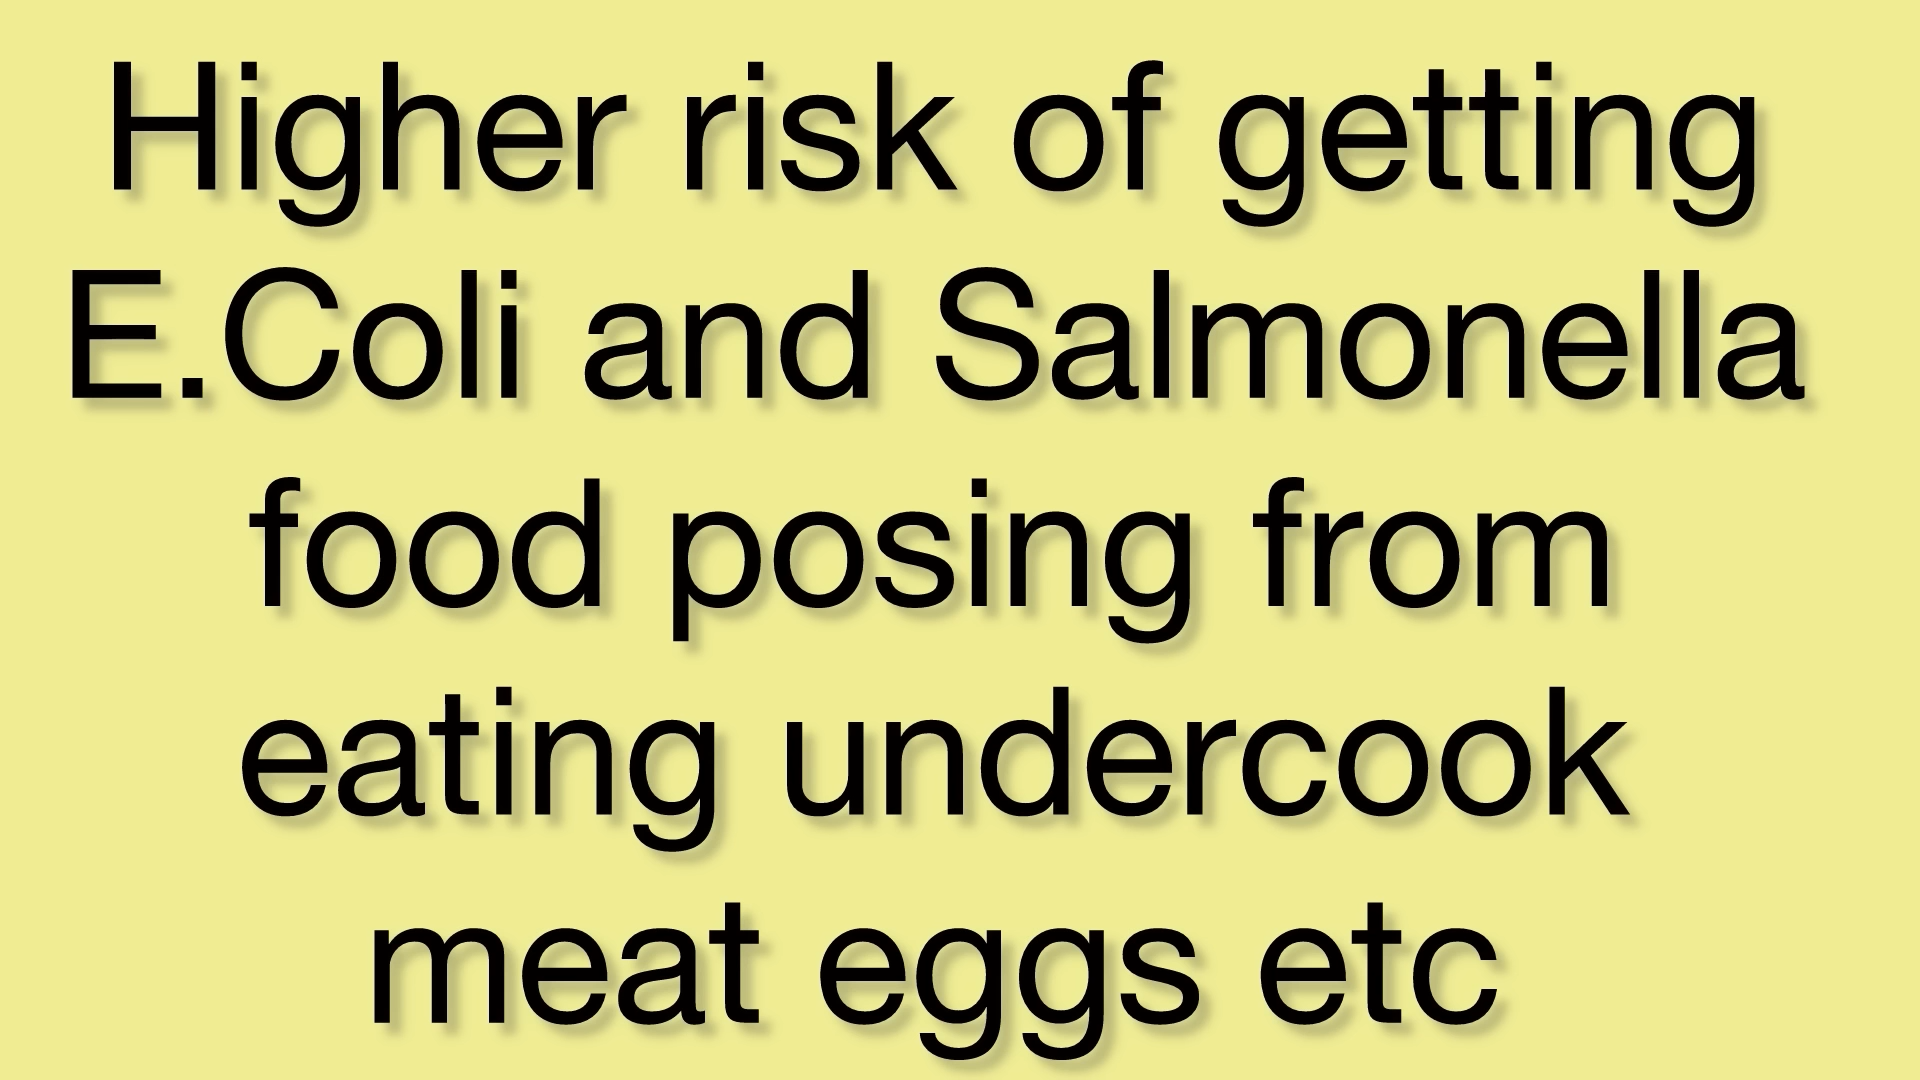 Higher risk of getting
E.Coli and Salmonella
food posing from
eating undercook
meat eggs etc